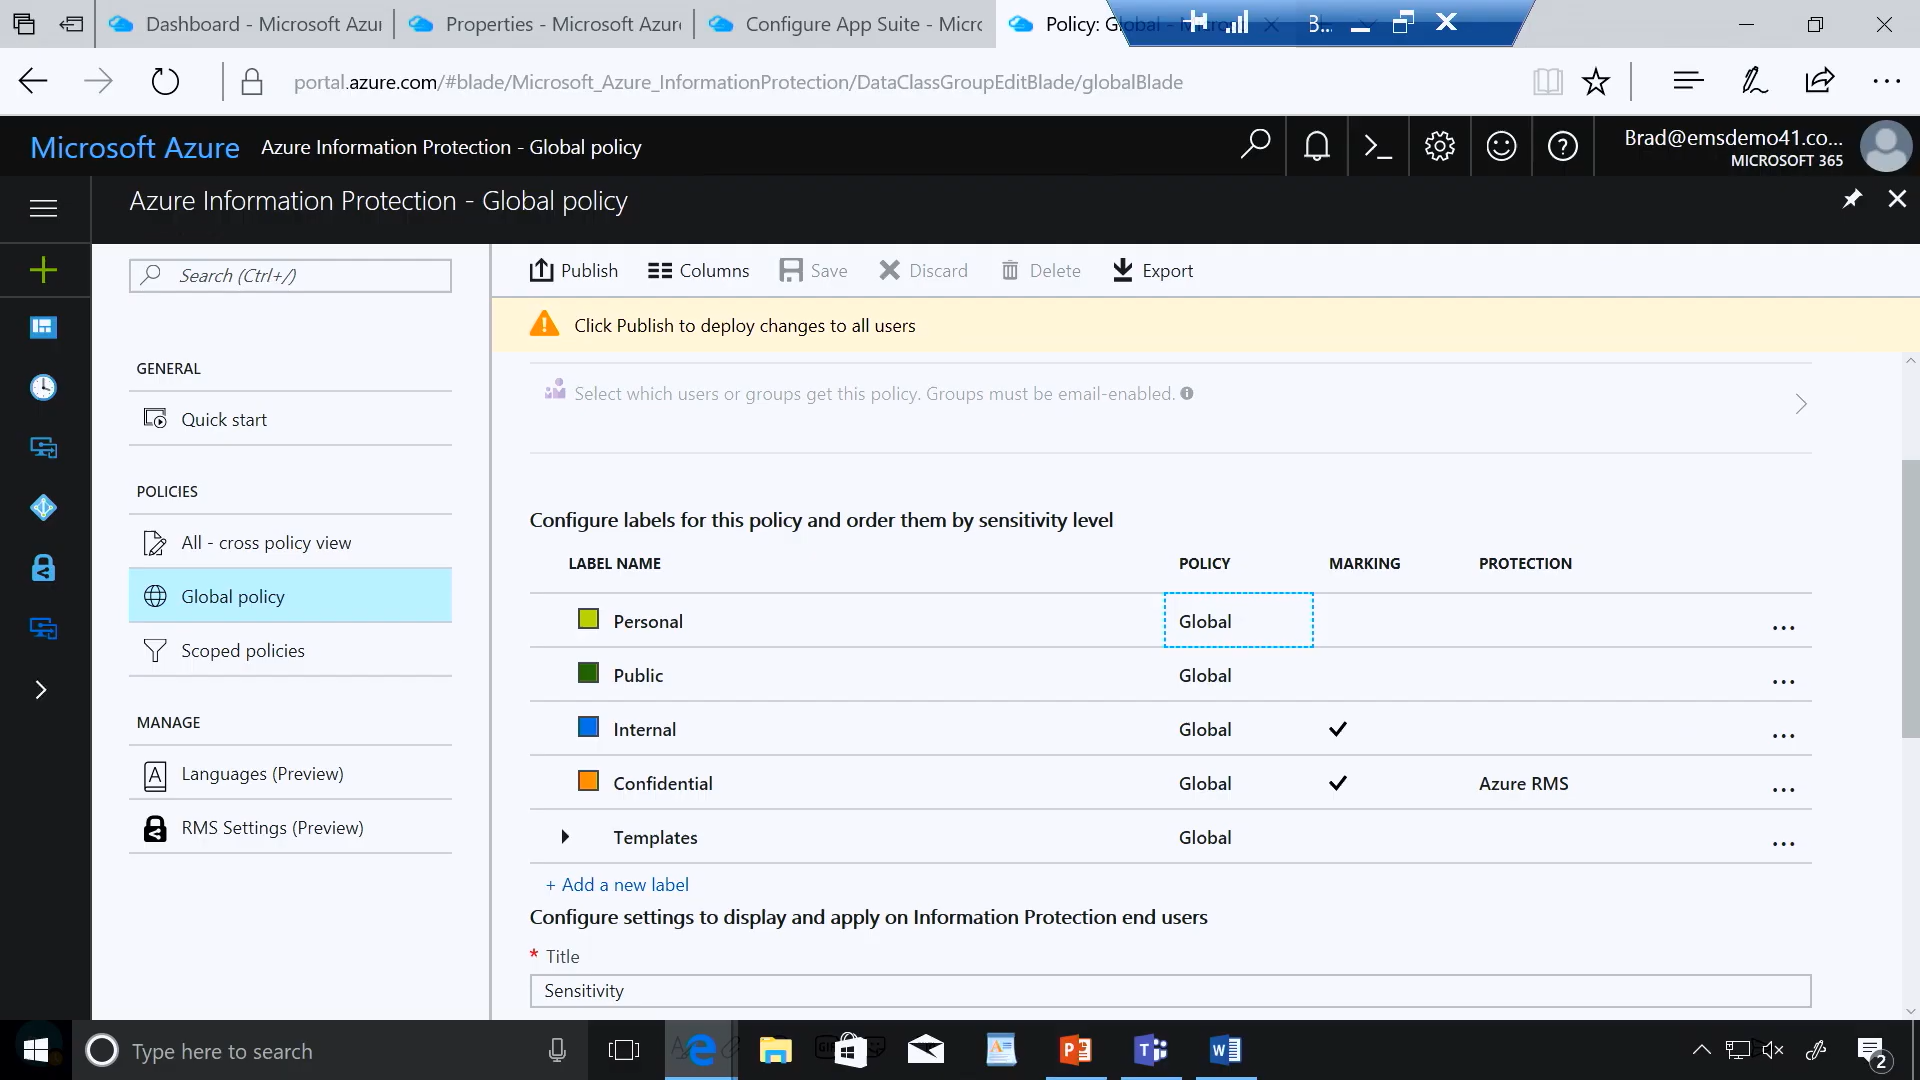 Dashboard - Microsoft Azu
Properties - Microsoft Azure
Configure App Suite - Micro
Policy: Global - Micro
B...
portal.azure.com/#blade/Microsoft_Azure_InformationProtection/DataClassGroupEditBlade/globalBlade
Microsoft Azure
Azure Information Protection - Global policy
Brad@emsdemo41.co...
MICROSOFT 365
Azure Information Protection - Global policy
Search (Ctrl+/)
GENERAL
Quick start
POLICIES
All - cross policy view
Global policy
Scoped policies
MANAGE
Languages (Preview)
RMS Settings (Preview)
Publish
Columns
Save
Discard
Delete
Export
Click Publish to deploy changes to all users
Select which users or groups get this policy. Groups must be email-enabled.
Configure labels for this policy and order them by sensitivity level
LABEL NAME POLICY MARKING PROTECTION
Personal Global ...
Public Global ...
Internal Global ✓ ...
Confidential Global ✓ Azure RMS ...
Templates Global ...
+ Add a new label
Configure settings to display and apply on Information Protection end users
* Title
Sensitivity
Type here to search
2